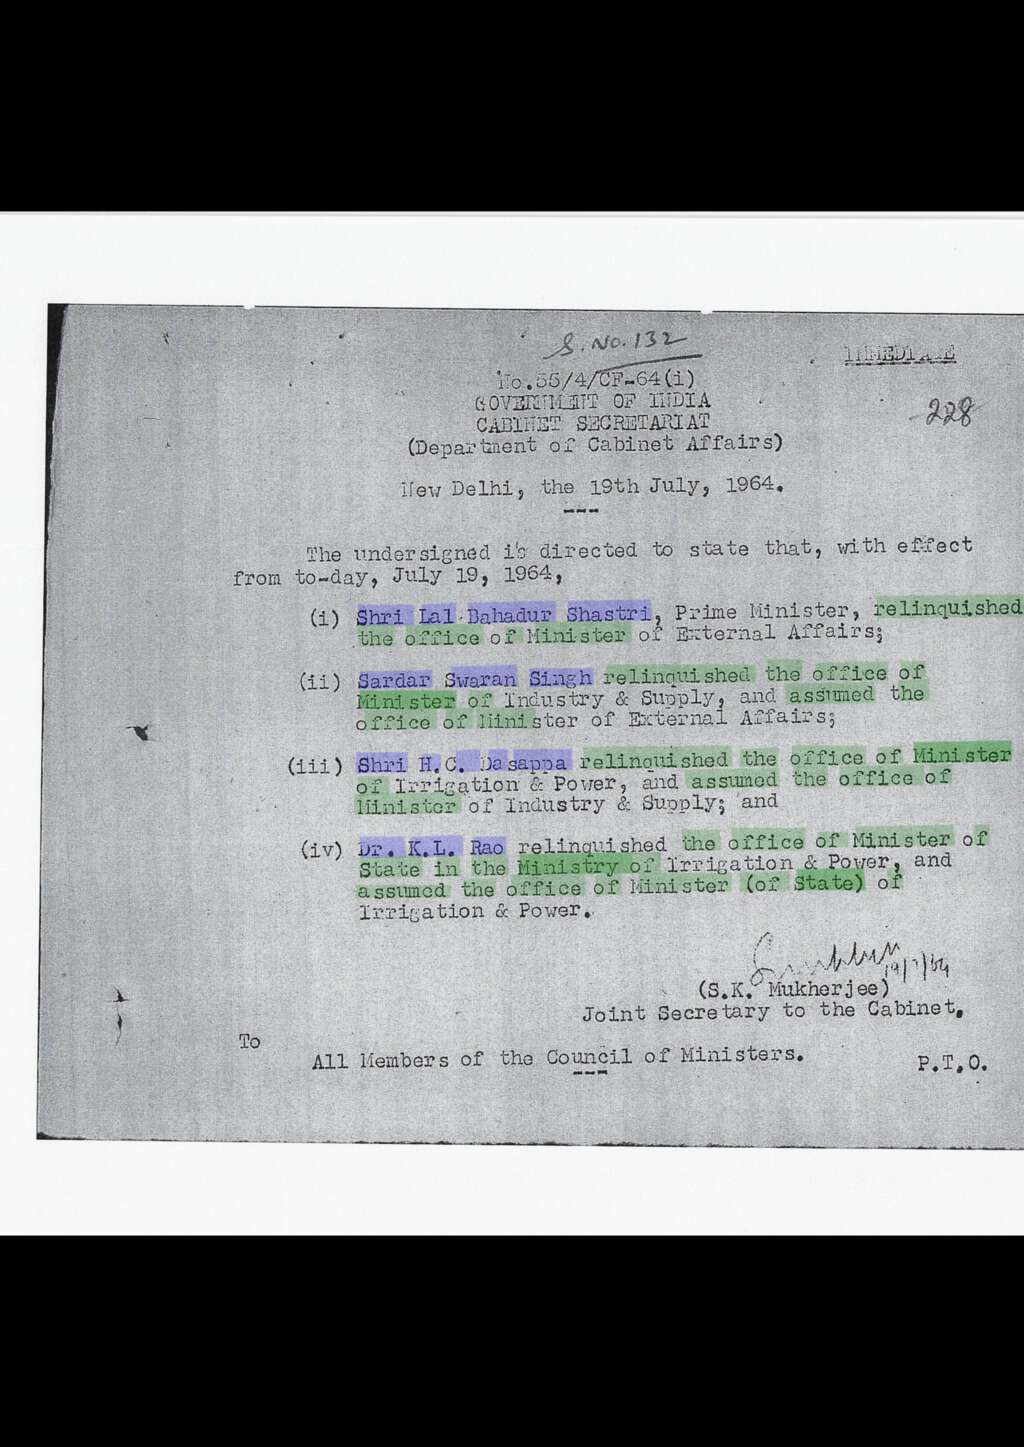 S. No. 132
IMMEDIATE
No.55/4/CF-64(i)
GOVERNMENT OF INDIA
228
CABINET SECRETARIAT
(Department of Cabinet Affairs)
New Delhi, the 19th July, 1964.
The undersigned is directed to state that, with effect
from to-day, July 19, 1964,
(i) Shri Lal Bahadur Shastri, Prime Minister, relinquished
the office of Minister of External Affairs;
(ii) Sardar Swaran Singh relinquished the office of
Minister of Industry & Supply, and assumed the
office of Minister of External Affairs;
(iii) Shri H.C. Dasappa relinquished the office of Minister
of Irrigation & Power, and assumed the office of
Minister of Industry & Supply; and
(iv) Dr. K.L. Rao relinquished the office of Minister of
State in the Ministry of Irrigation & Power, and
assumed the office of Minister (of State) of
Irrigation & Power.
19/7/64
(S.K. Mukherjee)
Joint Secretary to the Cabinet.
To
All Members of the Council of Ministers.
P.T.O.